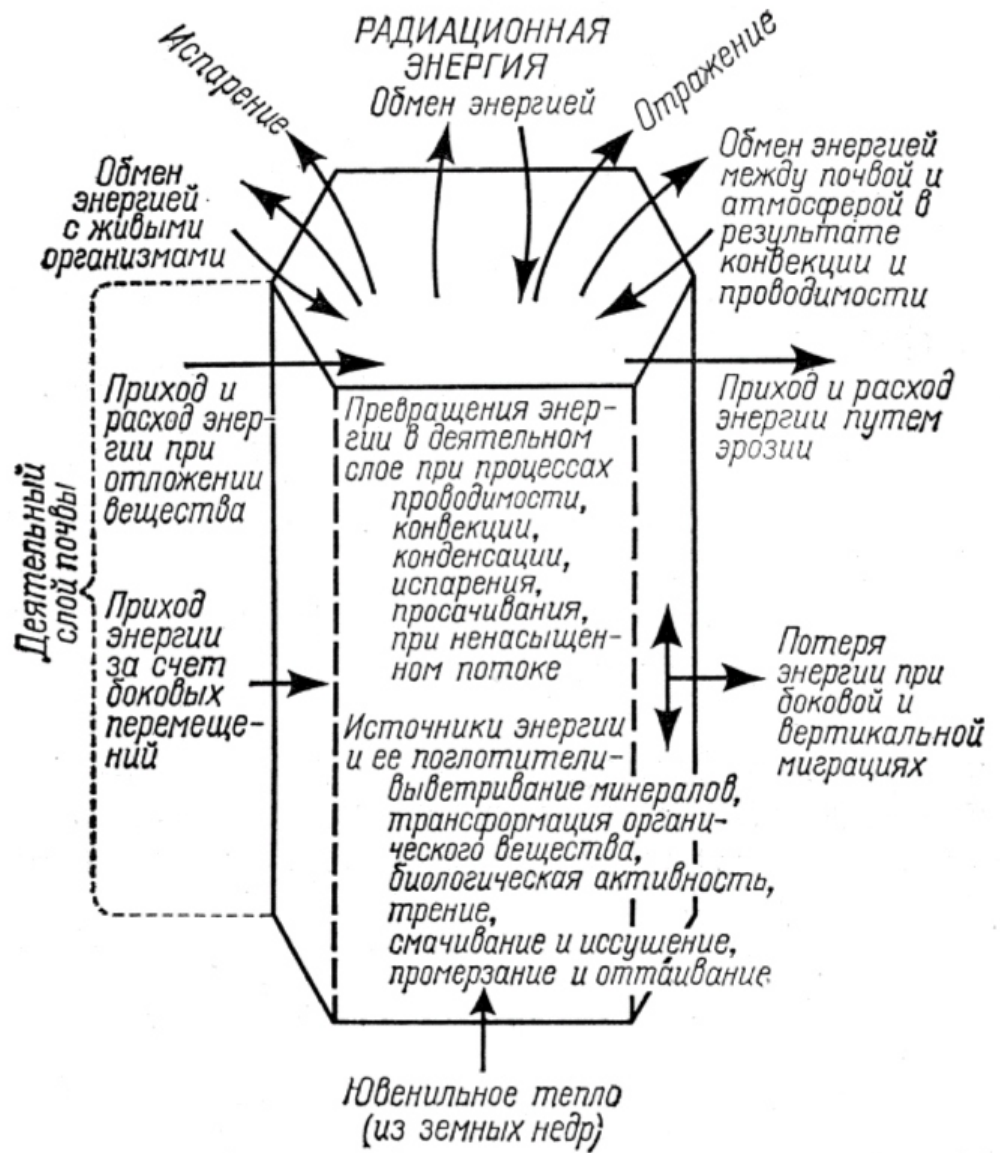 РАДИАЦИОННАЯ
ЭНЕРГИЯ
Обмен энергией
Испарение
Отражение
Обмен
энергией
с живыми
организмами
Обмен энергией
между почвой и
атмосферой в
результате
конвекции и
проводимости
Приход и
расход энер-
гии при
отложении
вещества
Приход и расход
энергии путем
эрозии
Превращения энер-
гии в деятельном
слое при процессах
проводимости,
конвекции,
конденсации,
испарения,
просачивания,
при ненасыщен-
ном потоке
Деятельный
слой почвы
Приход
энергии
за счет
боковых
перемеще-
ний
Потеря
энергии при
боковой и
вертикальной
миграциях
Источники энергии
и ее поглотители-
выветривание минералов,
трансформация органи-
ческого вещества,
биологическая активность,
трение,
смачивание и иссушение,
промерзание и оттаивание
Ювенильное тепло
(из земных недр)